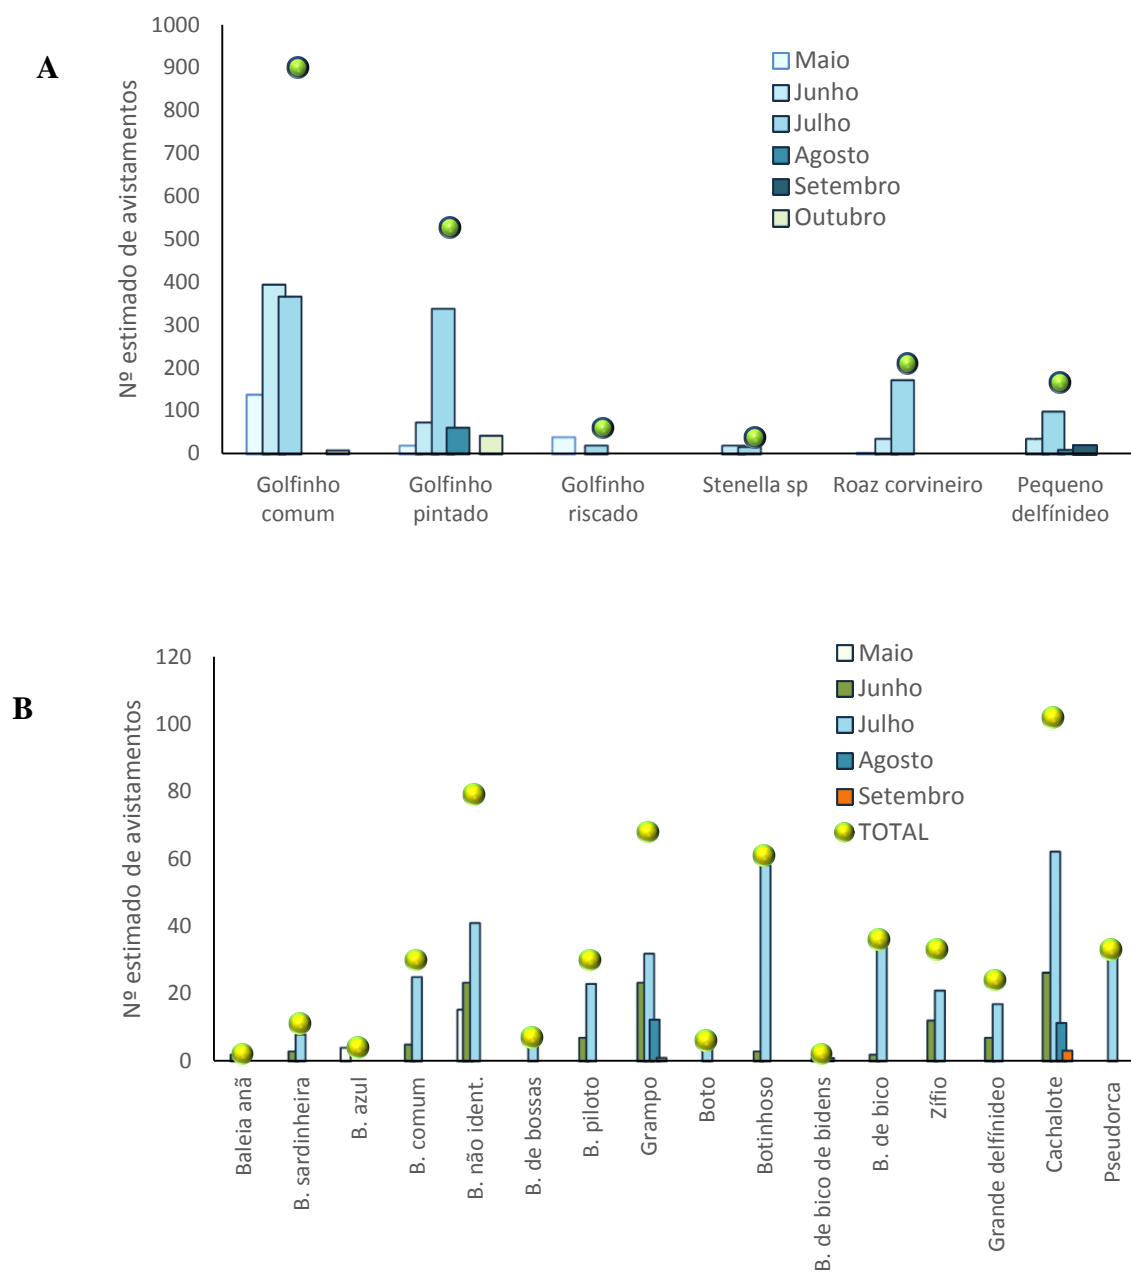 A
Nº estimado de avistamentos
1000
900
800
700
600
500
400
300
200
100
0
Maio
Junho
Julho
Agosto
Setembro
Outubro
Golfinho
comum
Golfinho
pintado
Golfinho
riscado
Stenella sp
Roaz corvineiro
Pequeno
delfínideo
B
Nº estimado de avistamentos
120
100
80
60
40
20
0
Maio
Junho
Julho
Agosto
Setembro
TOTAL
Baleia anã
B. sardinheira
B. azul
B. comum
B. não ident.
B. de bossas
B. piloto
Grampo
Boto
Botinhoso
B. de bico de bidens
B. de bico
Zífio
Grande delfínideo
Cachalote
Pseudorca